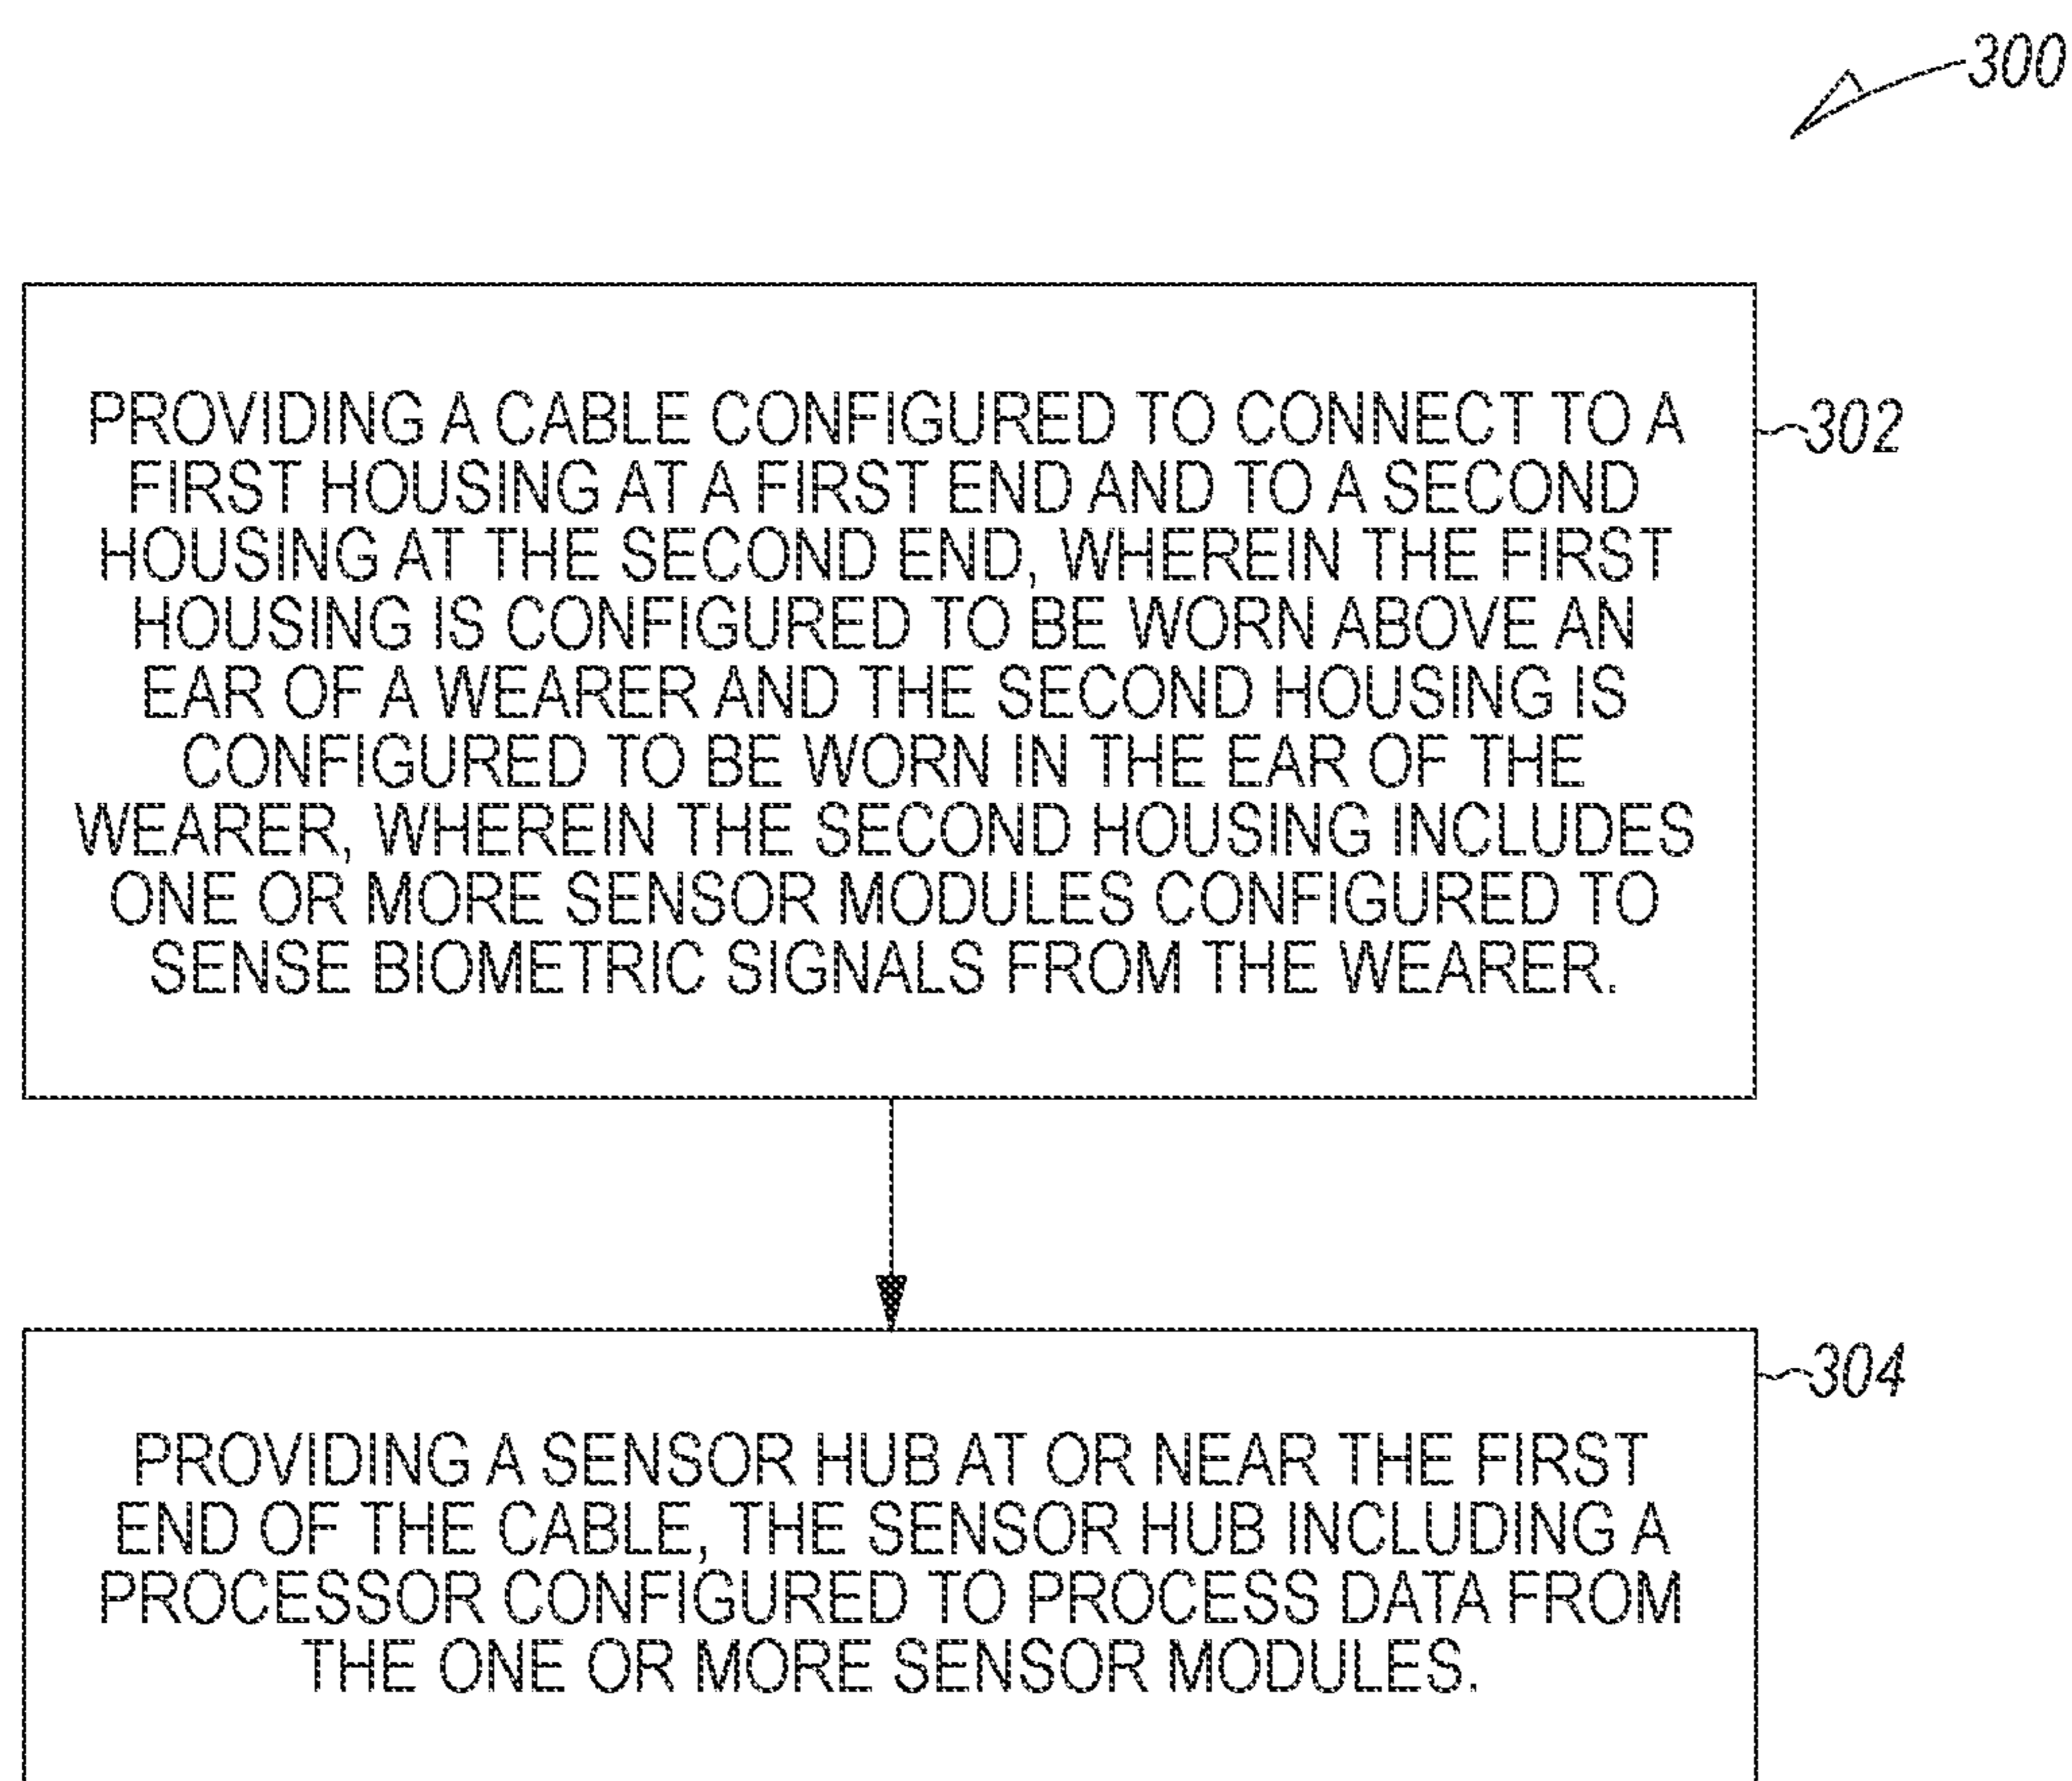 300
PROVIDING A CABLE CONFIGURED TO CONNECT TO A
FIRST HOUSING AT A FIRST END AND TO A SECOND
HOUSING AT THE SECOND END, WHEREIN THE FIRST
HOUSING IS CONFIGURED TO BE WORN ABOVE AN
EAR OF A WEARER AND THE SECOND HOUSING IS
CONFIGURED TO BE WORN IN THE EAR OF THE
WEARER, WHEREIN THE SECOND HOUSING INCLUDES
ONE OR MORE SENSOR MODULES CONFIGURED TO
SENSE BIOMETRIC SIGNALS FROM THE WEARER.
302
PROVIDING A SENSOR HUB AT OR NEAR THE FIRST
END OF THE CABLE, THE SENSOR HUB INCLUDING A
PROCESSOR CONFIGURED TO PROCESS DATA FROM
THE ONE OR MORE SENSOR MODULES.
304